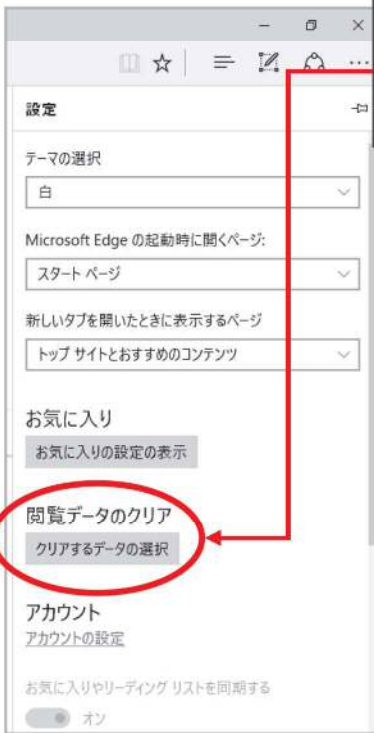 設定
テーマの選択
白
Microsoft Edge の起動時に開くページ:
スタート ページ
新しいタブを開いたときに表示するページ
トップ サイトとおすすめのコンテンツ
お気に入り
お気に入りの設定の表示
閲覧データのクリア
クリアするデータの選択
アカウント
アカウントの設定
お気に入りやリーディング リストを同期する
オン